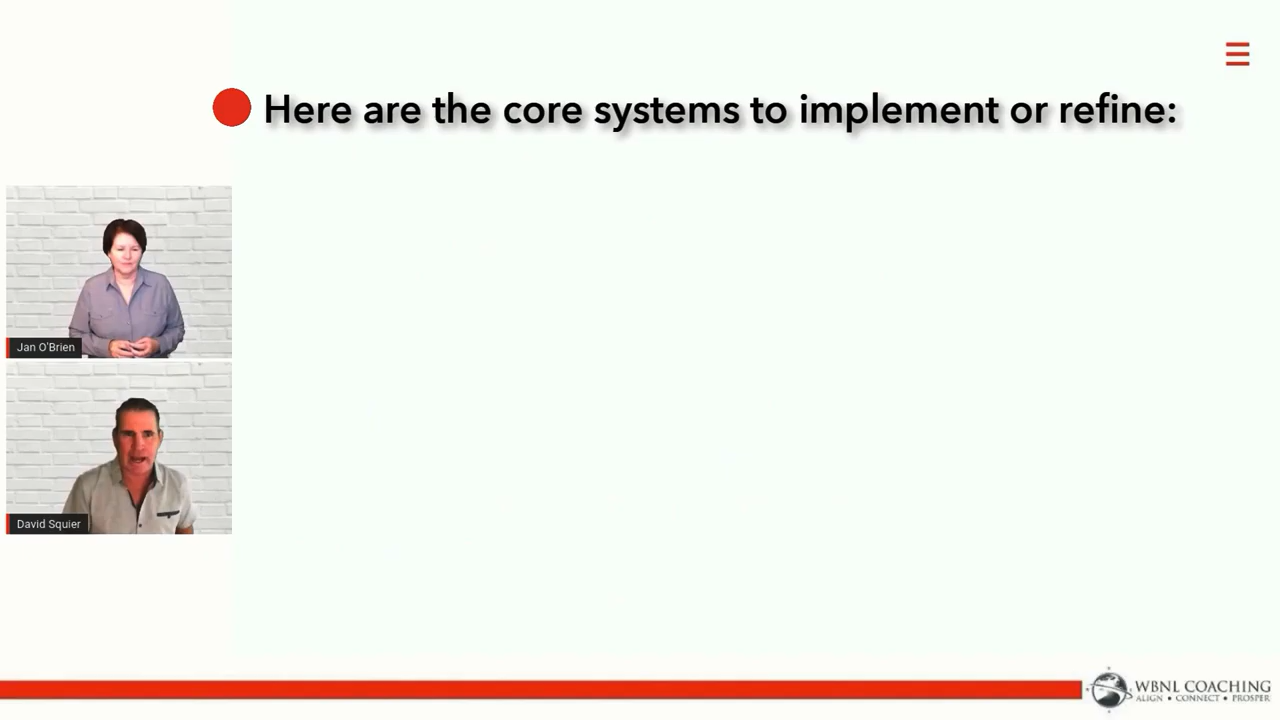 Here are the core systems to implement or refine:
Jan O'Brien
David Squier
WBNL COACHING
ALIGN • CONNECT • PROSPER